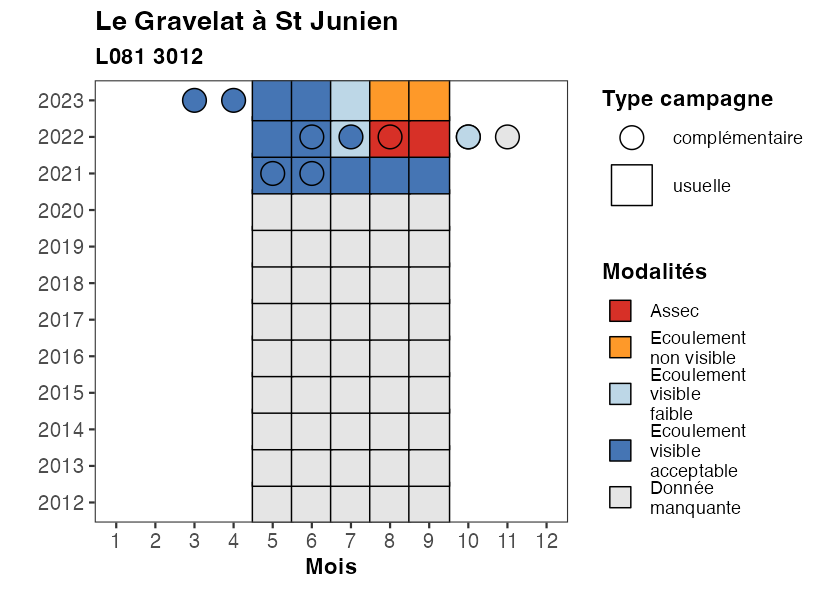 Le Gravelat à St Junien
L081 3012
2023
2022
2021
2020
2019
2018
2017
2016
2015
2014
2013
2012
1 2 3 4 5 6 7 8 9 10 11 12
Mois
Type campagne
complémentaire
usuelle
Modalités
Assec
Ecoulement
non visible
Ecoulement
visible
faible
Ecoulement
visible
acceptable
Donnée
manquante